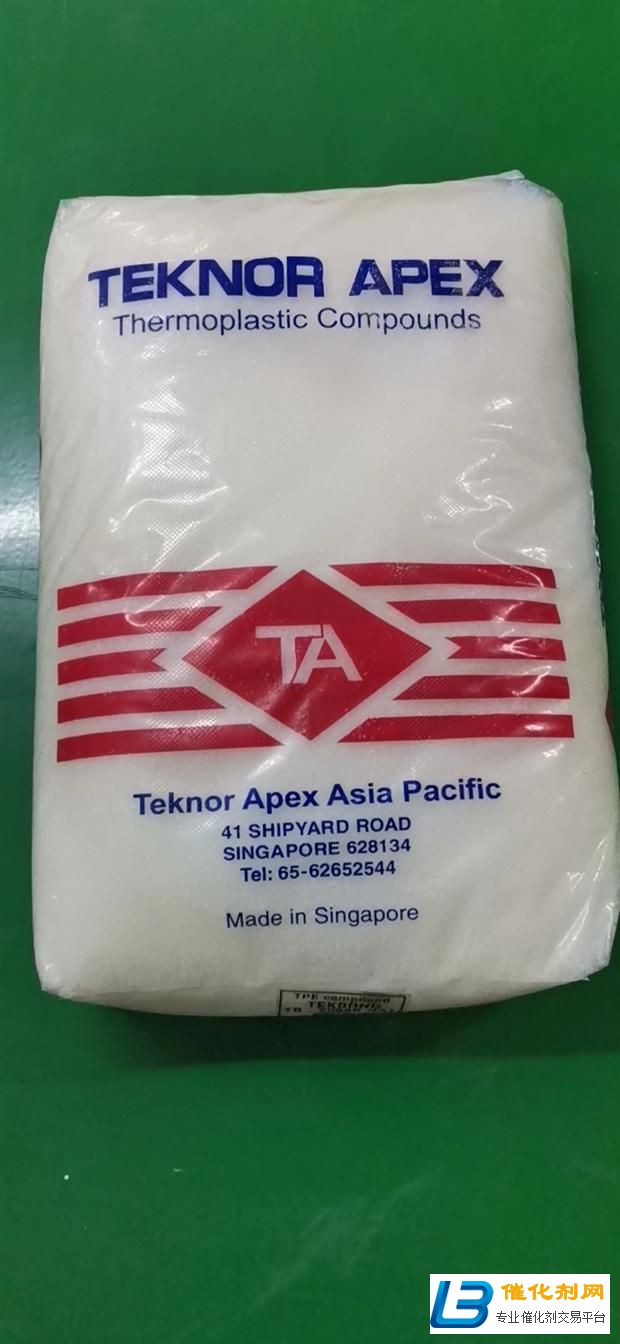 TEKNOR APEX
Thermoplastic Compounds
TA
Teknor Apex Asia Pacific
41 SHIPYARD ROAD
SINGAPORE 628134
Tel: 65-62652544
Made in Singapore
TPE compound
TEKBOND
催化剂网
专业催化剂交易平台